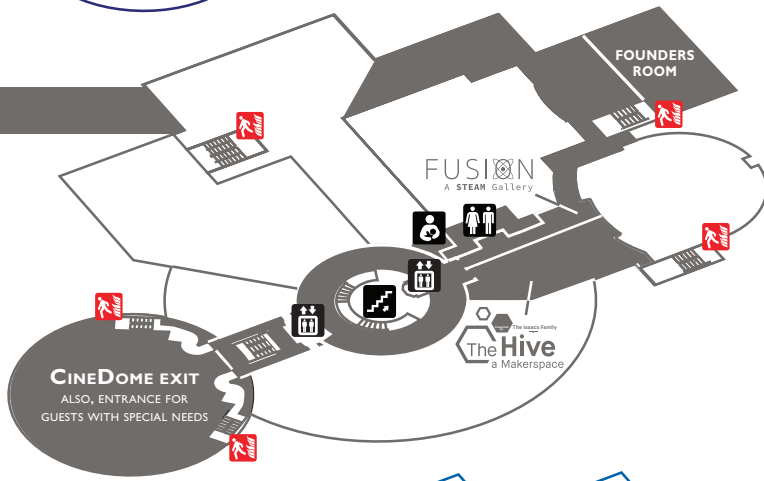 FOUNDERS
ROOM
FUSION
A STEAM Gallery
The Isaacs Family
The Hive
a Makerspace
CINEDOME EXIT
ALSO, ENTRANCE FOR
GUESTS WITH SPECIAL NEEDS